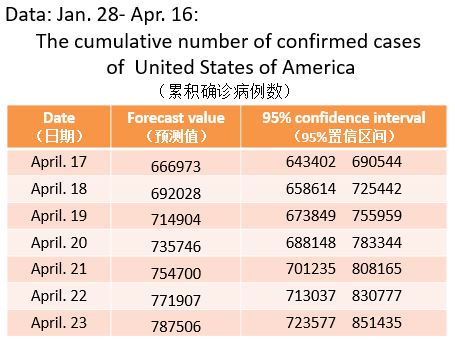 Data: Jan. 28- Apr. 16:
The cumulative number of confirmed cases
of United States of America
（累积确诊病例数）
Date Forecast value 95% confidence interval
（日期） （预测值） （95%置信区间）
April. 17 666973 643402 690544
April. 18 692028 658614 725442
April. 19 714904 673849 755959
April. 20 735746 688148 783344
April. 21 754700 701235 808165
April. 22 771907 713037 830777
April. 23 787506 723577 851435